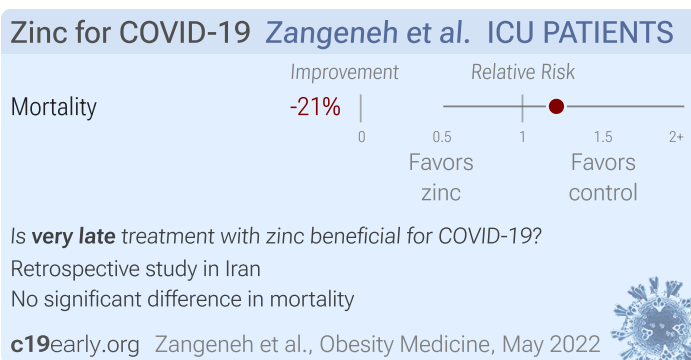 Zinc for COVID-19 Zangeneh et al. ICU PATIENTS
Improvement Relative Risk
Mortality -21%
0 0.5 1 1.5 2+
Favors zinc Favors control
Is very late treatment with zinc beneficial for COVID-19?
Retrospective study in Iran
No significant difference in mortality
c19early.org Zangeneh et al., Obesity Medicine, May 2022